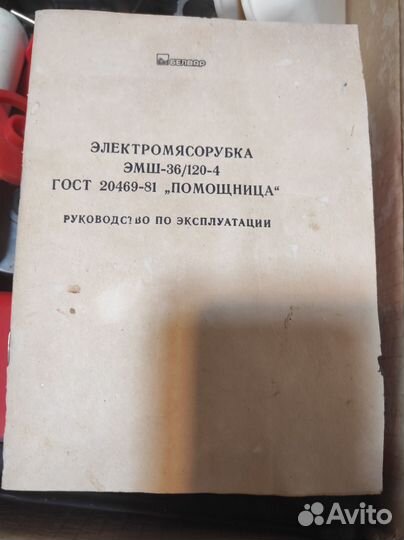 БЕЛВАР
ЭЛЕКТРОМЯСОРУБКА
ЭМШ-36/120-4
ГОСТ 20469-81 „ПОМОЩНИЦА“
РУКОВОДСТВО ПО ЭКСПЛУАТАЦИИ
Avito